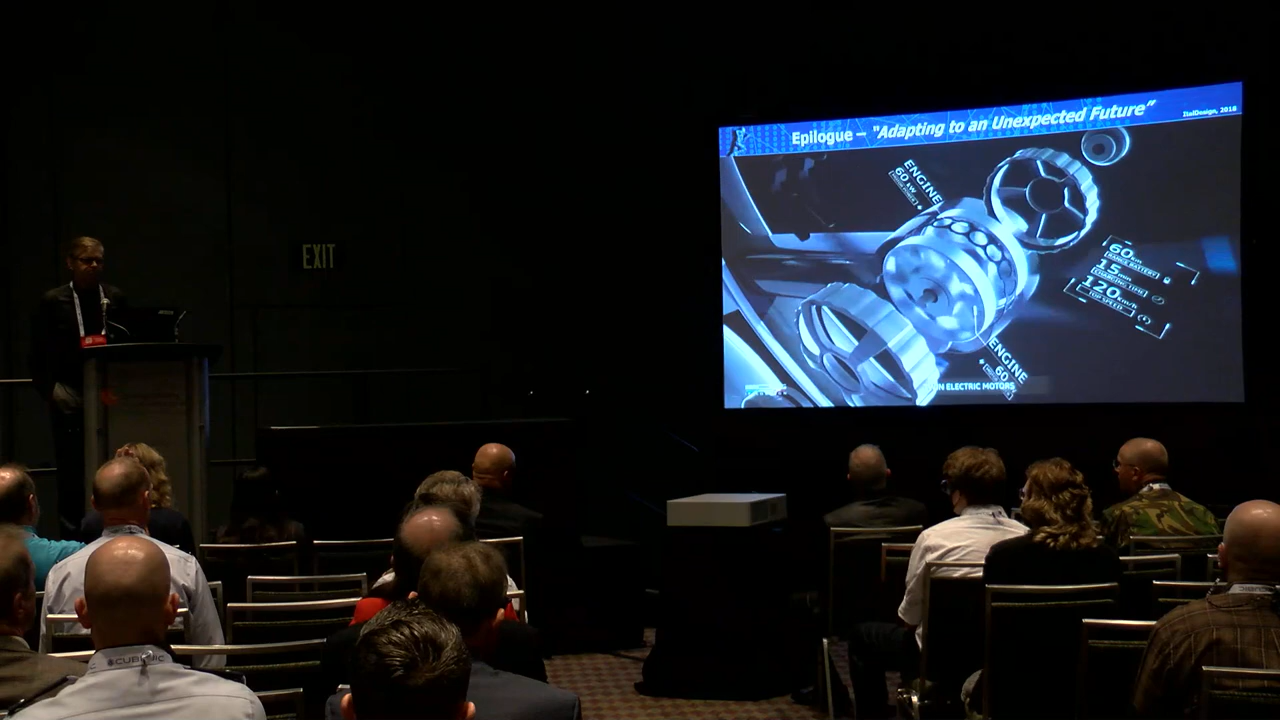 Epilogue – "Adapting to an Unexpected Future"
ItalDesign, 2018
ENGINE
60 KW
EXIT
60 km
RANGE BATTERY
15 min
CHARGING TIME
120 km/h
TOP SPEED
ENGINE
60
ELECTRIC MOTORS
CUBIC